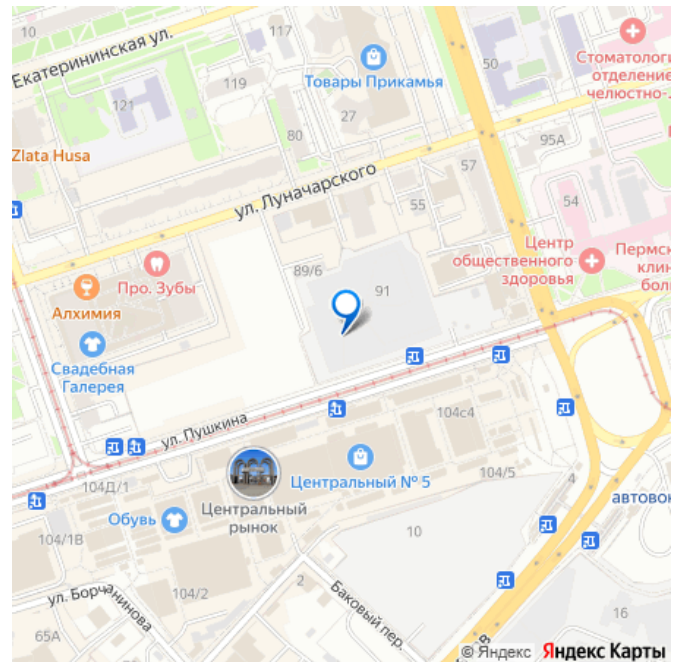 Екатерининская ул.
117
50
Стоматологи
отделение
челюстно-
Товары Прикамья
119
121
27
80
95А
Zlata Husa
57
ул. Луначарского
54
55
Центр
общественного
здоровья
Пермск
клин
боль
89/6
91
Про. Зубы
Алхимия
Свадебная
Галерея
ул. Пушкина
104с4
Центральный № 5
104/5
4
104Д/1
автовок
Обувь
Центральный
рынок
10
104/1В
104/2
2
Баковый пер.
ул. Борчанинова
16
65А
© Яндекс Яндекс Карты